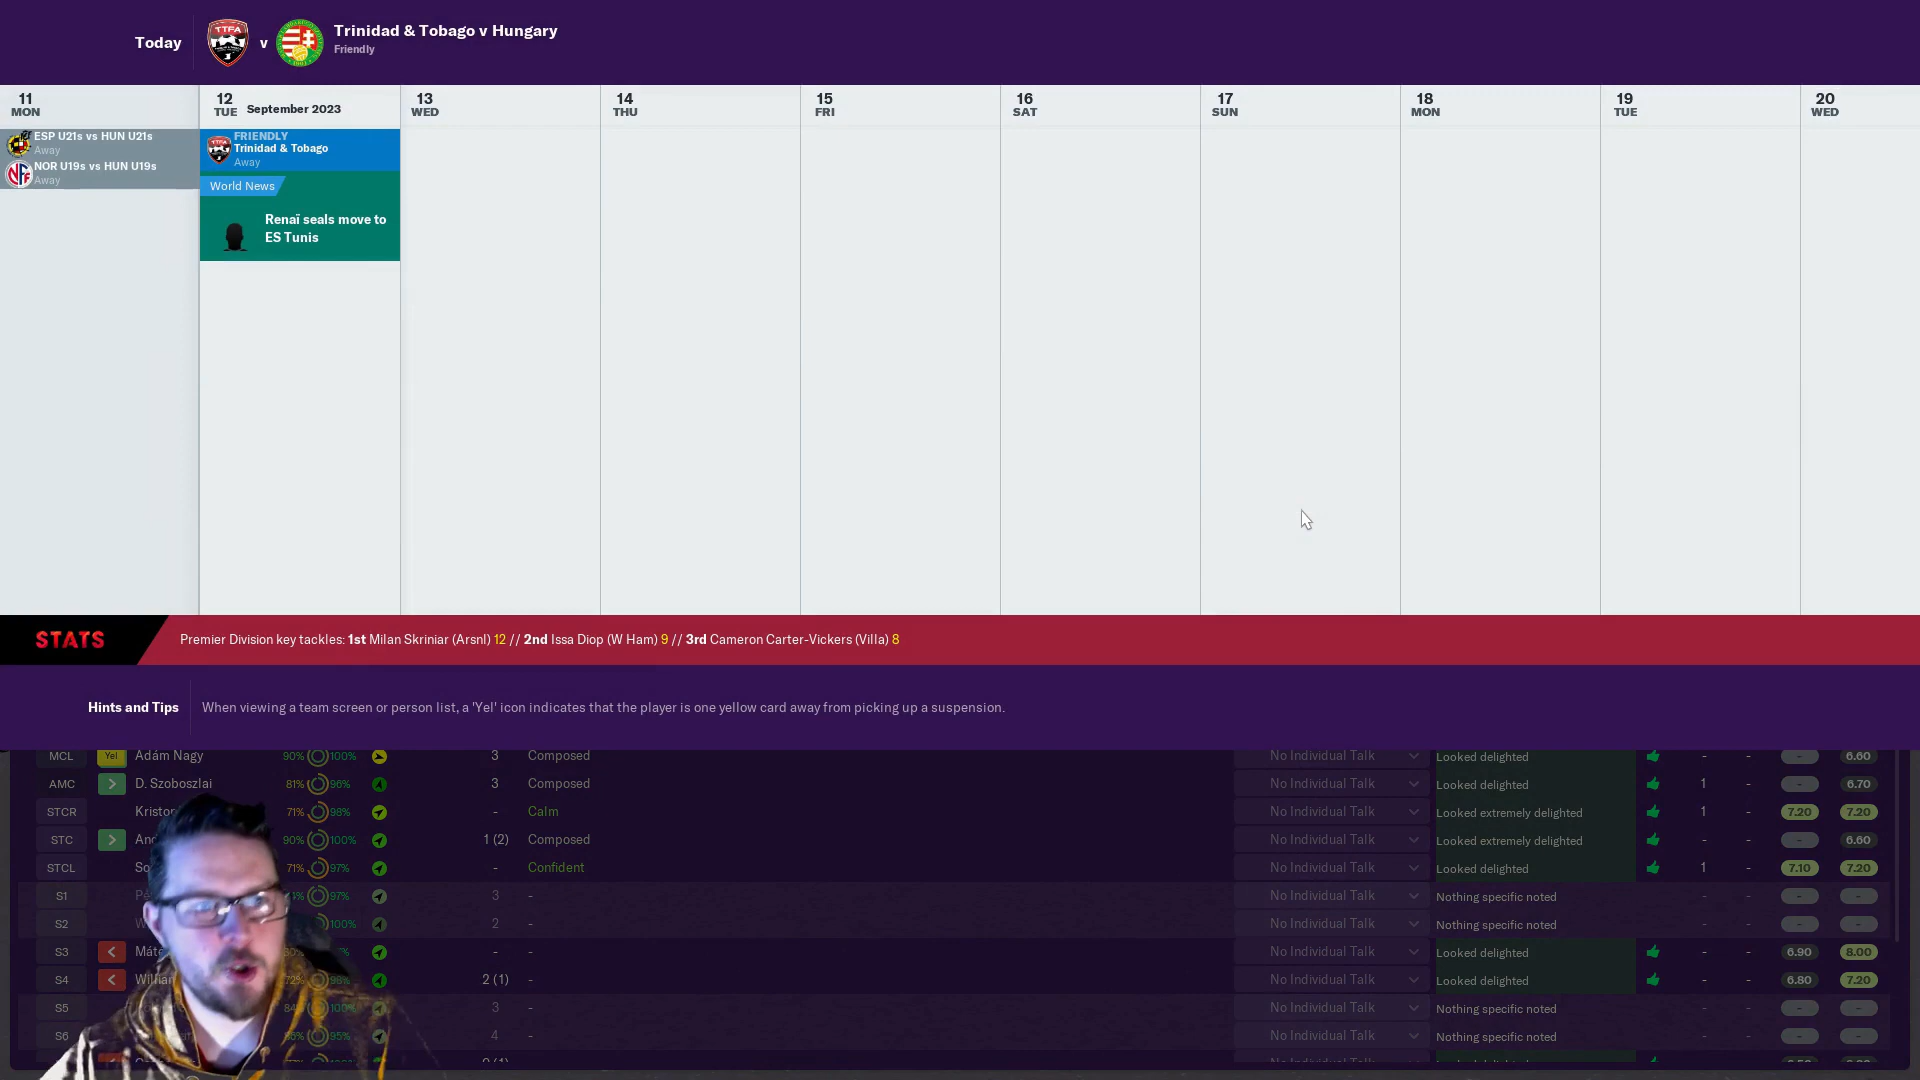 Today
v
Trinidad & Tobago v Hungary
Friendly
11
MON
12
TUE
September 2023
13
WED
14
THU
15
FRI
16
SAT
17
SUN
18
MON
19
TUE
20
WED
ESP U21s vs HUN U21s
Away
NOR U19s vs HUN U19s
Away
FRIENDLY
Trinidad & Tobago
Away
World News
Renaï seals move to
ES Tunis
STATS
Premier Division key tackles: 1st Milan Skriniar (Arsnl) 12 // 2nd Issa Diop (W Ham) 9 // 3rd Cameron Carter-Vickers (Villa) 8
Hints and Tips
When viewing a team screen or person list, a 'Yel' icon indicates that the player is one yellow card away from picking up a suspension.
MCL Yel Ádám Nagy 90% 100% 3 Composed No Individual Talk Looked delighted - - - 6.60
AMC D. Szoboszlai 81% 96% 3 Composed No Individual Talk Looked delighted 1 - - 6.70
STCR 71% 98% - Calm No Individual Talk Looked extremely delighted 1 - 7.20 7.20
STC 90% 100% 1 (2) Composed No Individual Talk Looked extremely delighted - - - 6.60
STCL 71% 97% - Confident No Individual Talk Looked delighted 1 - 7.10 7.20
S1 97% 3 - No Individual Talk Nothing specific noted - - - -
S2 100% 2 - No Individual Talk Nothing specific noted - - - -
S3 - - No Individual Talk Looked delighted - - 6.90 8.00
S4 72% 98% 2 (1) - No Individual Talk Looked delighted - - 6.80 7.20
S5 100% 3 - No Individual Talk Nothing specific noted - - - -
S6 95% 4 - No Individual Talk Nothing specific noted - - - -